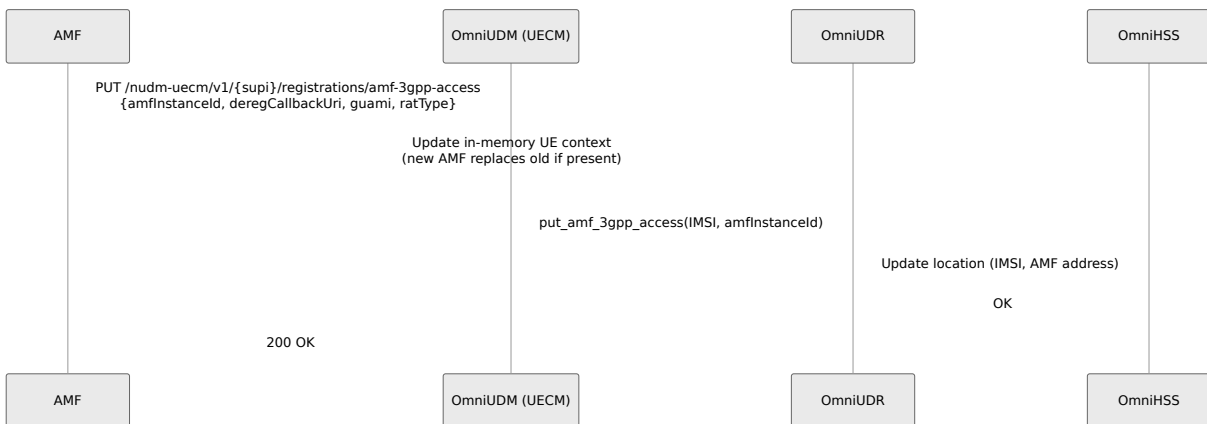 AMF
OmniUDM (UECM)
OmniUDR
OmniHSS
PUT /nudm-uecm/v1/{supi}/registrations/amf-3gpp-access
{amfInstanceId, deregCallbackUri, guami, ratType}
Update in-memory UE context
(new AMF replaces old if present)
put_amf_3gpp_access(IMSI, amfInstanceId)
Update location (IMSI, AMF address)
OK
200 OK
AMF
OmniUDM (UECM)
OmniUDR
OmniHSS